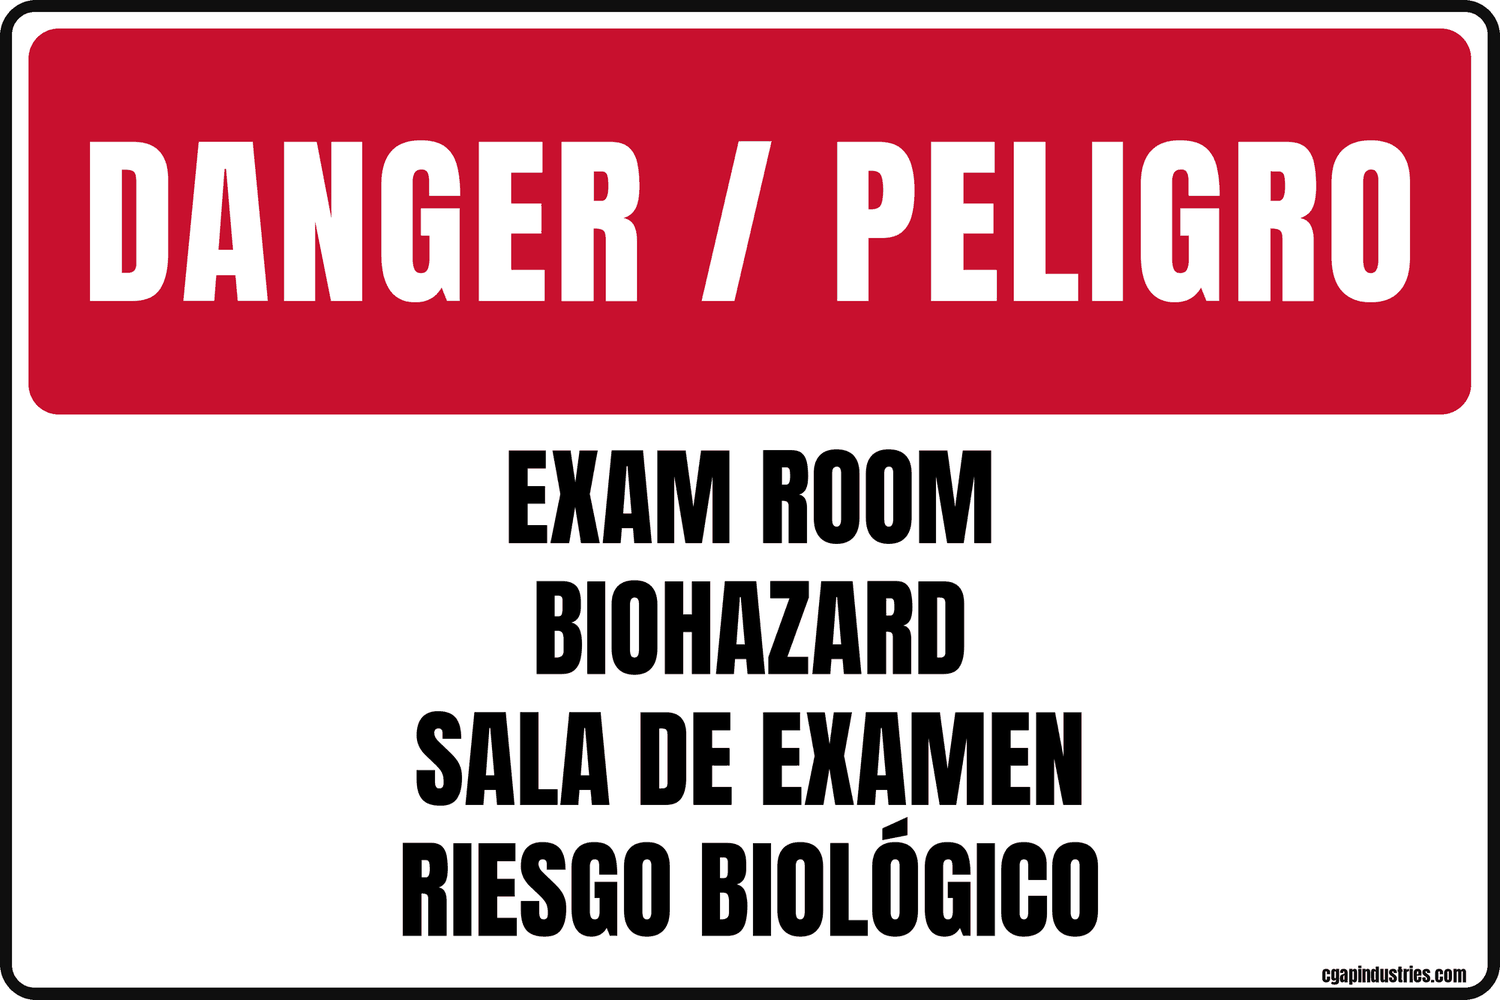 DANGER / PELIGRO
EXAM ROOM
BIOHAZARD
SALA DE EXAMEN
RIESGO BIOLÓGICO
cgapindustries.com